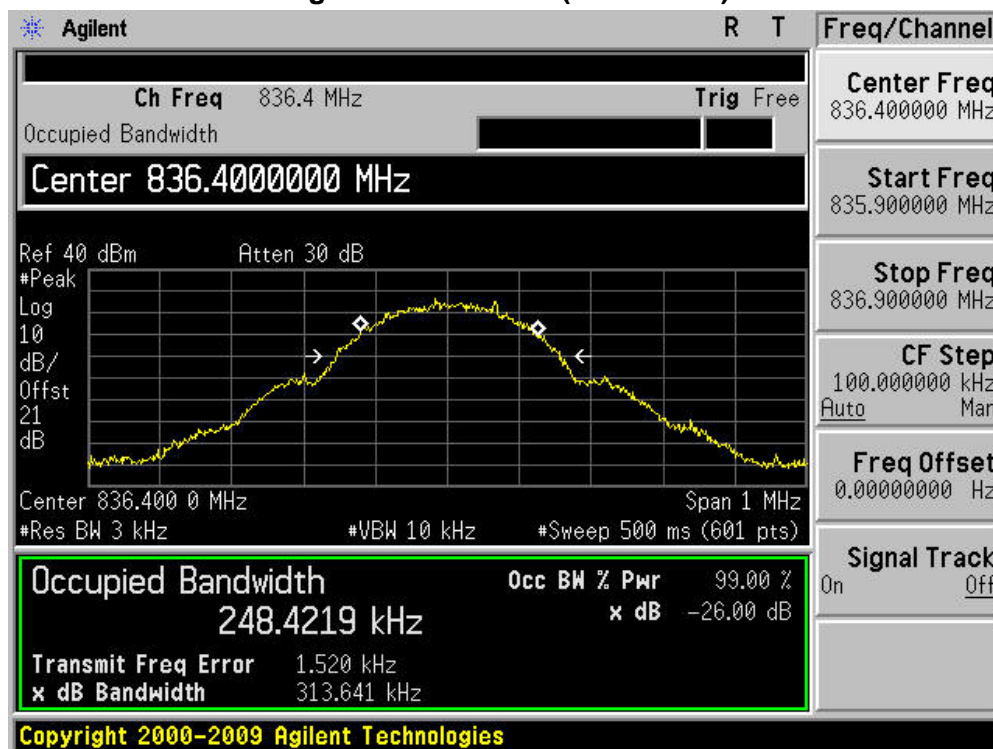 Agilent R T Freq/Channel
Ch Freq 836.4 MHz Trig Free
Occupied Bandwidth
Center 836.4000000 MHz
Ref 40 dBm Atten 30 dB
#Peak
Log
10
dB/
Offst
21
dB
Center 836.400 0 MHz Span 1 MHz
#Res BW 3 kHz #VBW 10 kHz #Sweep 500 ms (601 pts)
Occupied Bandwidth
248.4219 kHz
Occ BW % Pwr 99.00 %
x dB -26.00 dB
Transmit Freq Error 1.520 kHz
x dB Bandwidth 313.641 kHz
Copyright 2000-2009 Agilent Technologies
Center Freq
836.400000 MHz
Start Freq
835.900000 MHz
Stop Freq
836.900000 MHz
CF Step
100.000000 kHz
Auto Man
Freq Offset
0.00000000 Hz
Signal Track
On Off